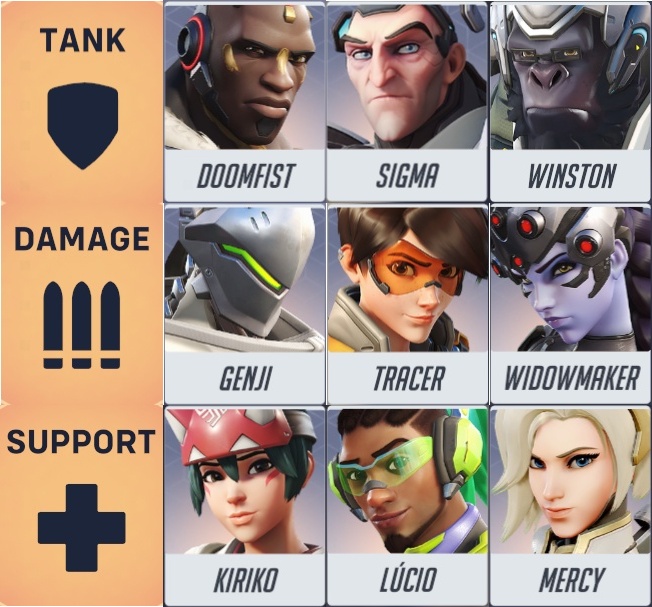 TANK
DOOMFIST
SIGMA
WINSTON
DAMAGE
GENJI
TRACER
WIDOWMAKER
SUPPORT
KIRIKO
LÚCIO
MERCY